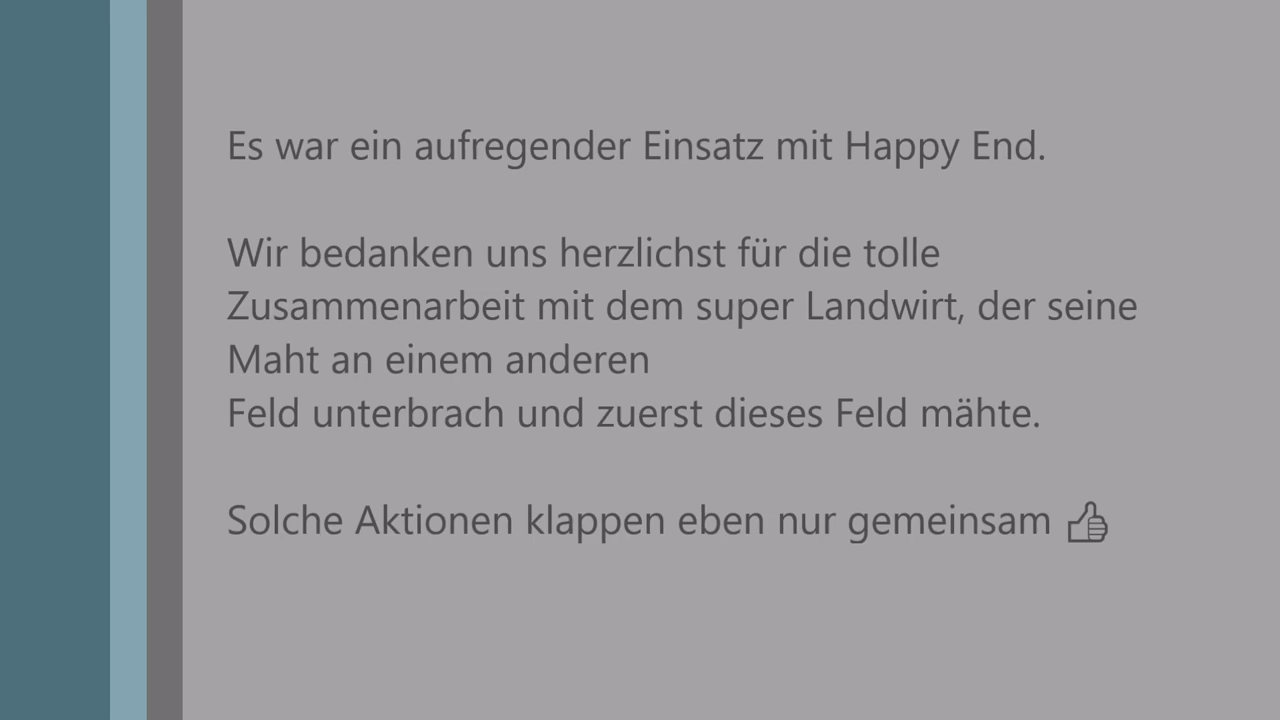 Es war ein aufregender Einsatz mit Happy End.
Wir bedanken uns herzlichst für die tolle
Zusammenarbeit mit dem super Landwirt, der seine
Maht an einem anderen
Feld unterbrach und zuerst dieses Feld mähte.
Solche Aktionen klappen eben nur gemeinsam 👍